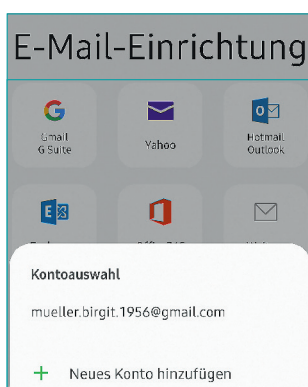 E-Mail-Einrichtung
Gmail
G Suite
Yahoo
Hotmail
Outlook
Kontoauswahl
mueller.birgit.1956@gmail.com
Neues Konto hinzufügen